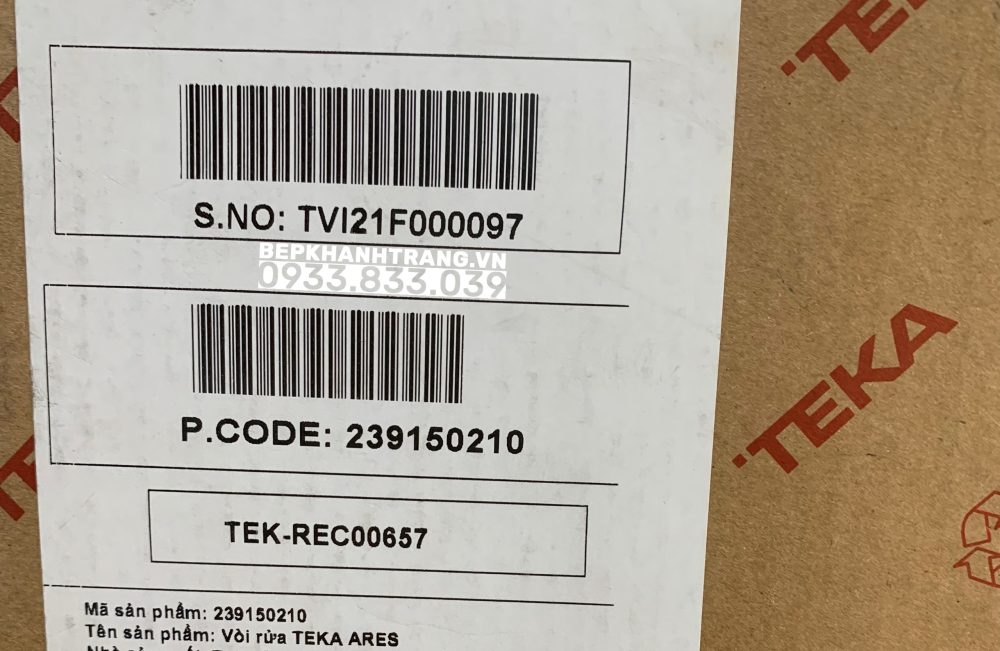 TEKA
S.NO: TVI21F000097
BEPKHANHTRANG.VN
0933.833.039
P.CODE: 239150210
TEKA
TEK-REC00657
Mã sản phẩm: 239150210
Tên sản phẩm: Vòi rửa TEKA ARES